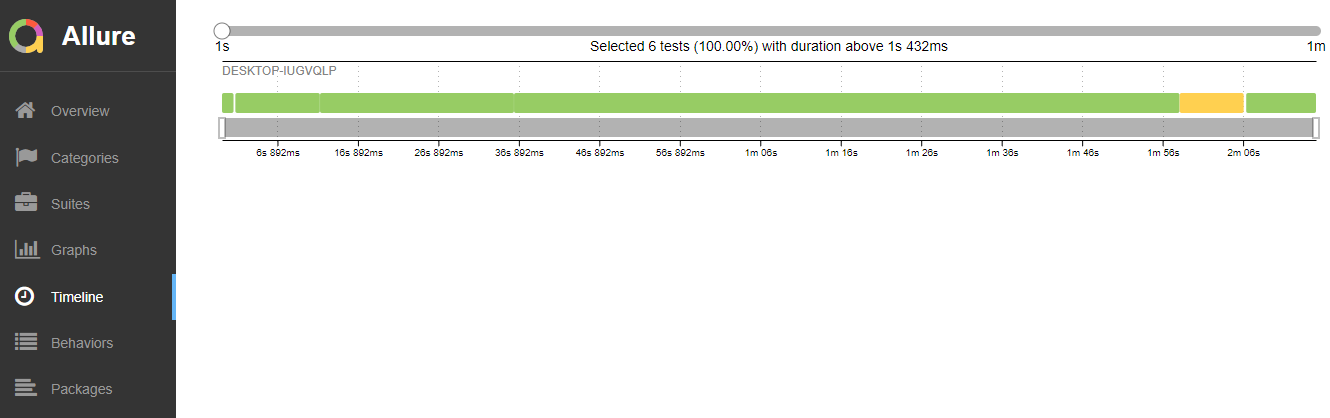 Allure
Overview
Categories
Suites
Graphs
Timeline
Behaviors
Packages
1s
Selected 6 tests (100.00%) with duration above 1s 432ms
1m
DESKTOP-IUGVQLP
6s 892ms 16s 892ms 26s 892ms 36s 892ms 46s 892ms 56s 892ms 1m 06s 1m 16s 1m 26s 1m 36s 1m 46s 1m 56s 2m 06s